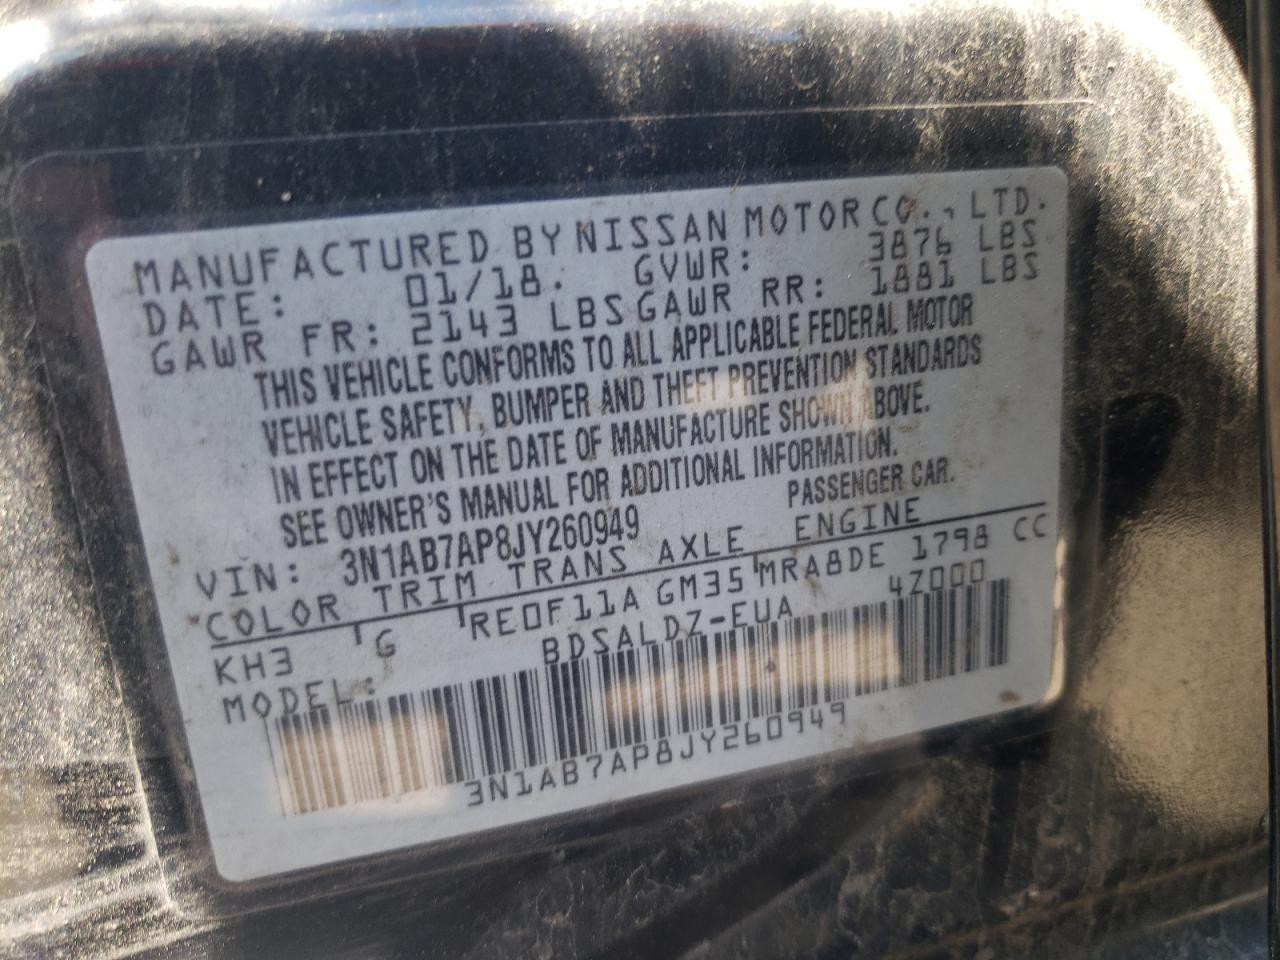 MANUFACTURED BY NISSAN MOTOR CO., LTD.
DATE: 01/18. GVWR: 3876 LBS
GAWR FR: 2143 LBS GAWR RR: 1881 LBS
THIS VEHICLE CONFORMS TO ALL APPLICABLE FEDERAL MOTOR
VEHICLE SAFETY, BUMPER AND THEFT PREVENTION STANDARDS
IN EFFECT ON THE DATE OF MANUFACTURE SHOWN ABOVE.
SEE OWNER'S MANUAL FOR ADDITIONAL INFORMATION.
VIN: 3N1AB7AP8JY260949 PASSENGER CAR.
COLOR TRIM TRANS AXLE ENGINE
KH3 G RE0F11A GM35 MRA8DE 1798 CC
MODEL: BDSALDZ-EUA 4Z000
3N1AB7AP8JY260949